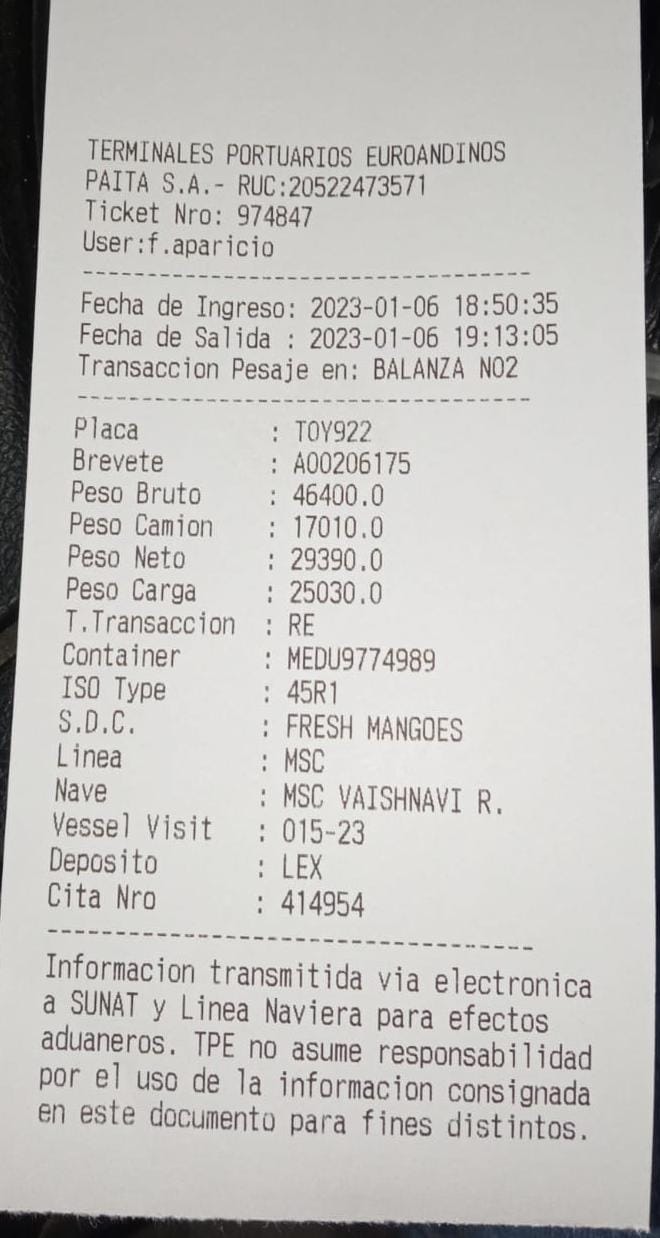 TERMINALES PORTUARIOS EUROANDINOS
PAITA S.A.- RUC:20522473571
Ticket Nro: 974847
User:f.aparicio
---------------------------------
Fecha de Ingreso: 2023-01-06 18:50:35
Fecha de Salida : 2023-01-06 19:13:05
Transaccion Pesaje en: BALANZA NO2
---------------------------------
Placa : TOY922
Brevete : A00206175
Peso Bruto : 46400.0
Peso Camion : 17010.0
Peso Neto : 29390.0
Peso Carga : 25030.0
T.Transaccion : RE
Container : MEDU9774989
ISO Type : 45R1
S.D.C. : FRESH MANGOES
Linea : MSC
Nave : MSC VAISHNAVI R.
Vessel Visit : 015-23
Deposito : LEX
Cita Nro : 414954
---------------------------------
Informacion transmitida via electronica
a SUNAT y Linea Naviera para efectos
aduaneros. TPE no asume responsabilidad
por el uso de la informacion consignada
en este documento para fines distintos.